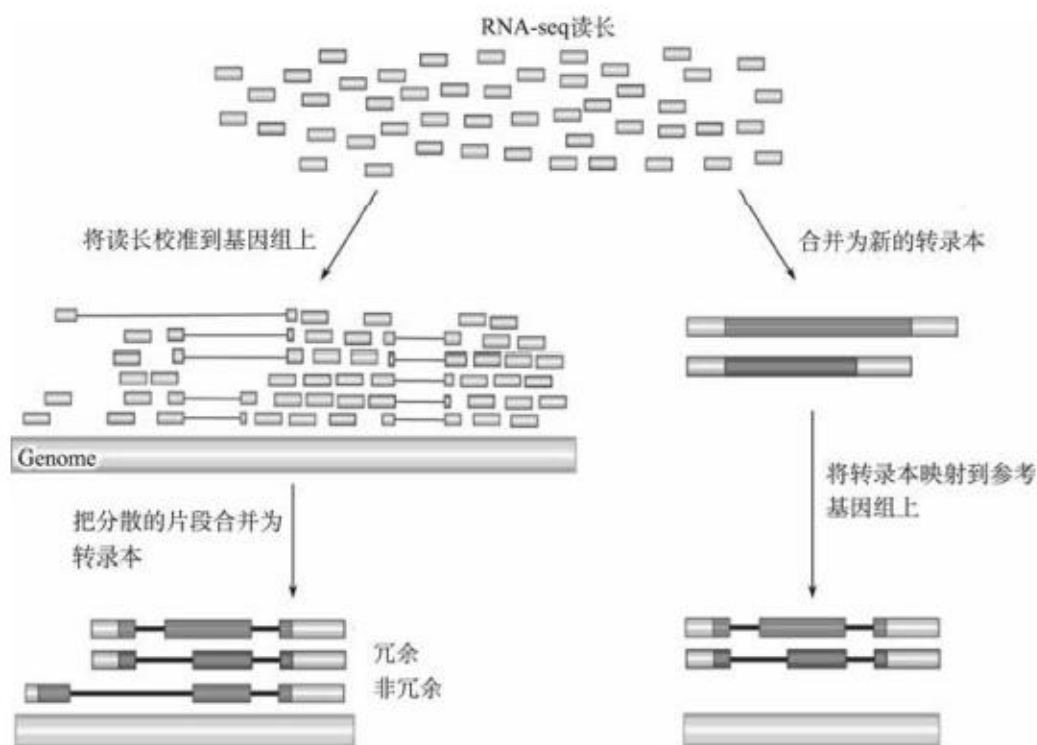 RNA-seq读长
将读长校准到基因组上
合并为新的转录本
Genome
把分散的片段合并为
转录本
将转录本映射到参考
基因组上
冗余
非冗余